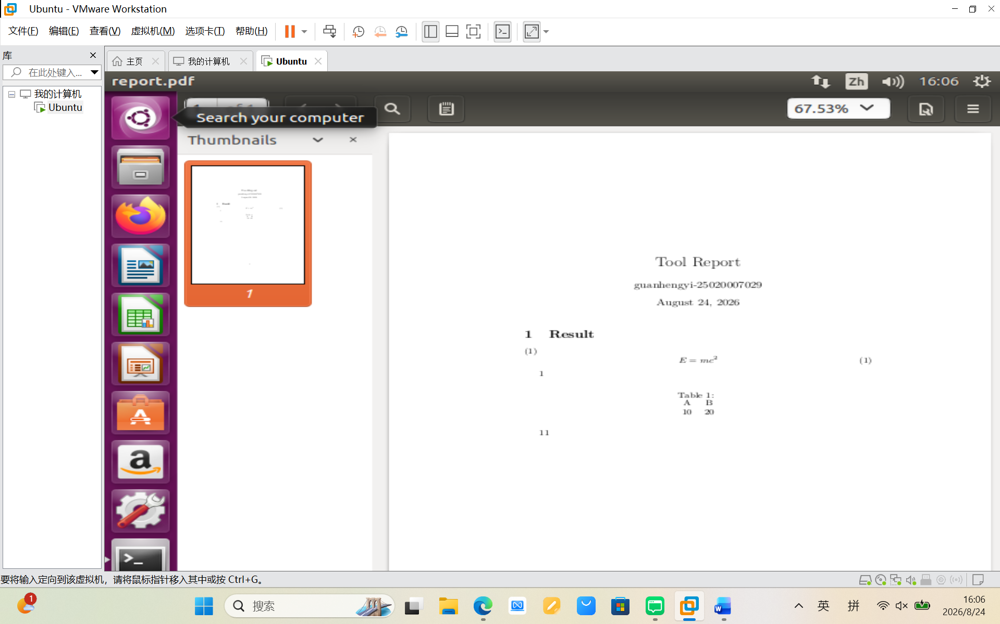 Ubuntu - VMware Workstation
文件(F) 编辑(E) 查看(V) 虚拟机(M) 选项卡(T) 帮助(H)
库
主页 我的计算机 Ubuntu
在此处键入...
report.pdf Zh 16:06
我的计算机
Ubuntu
Search your computer
67.53%
Thumbnails
1
Tool Report
guanhengyi-25020007029
August 24, 2026
1 Result
(1)
E = mc² (1)
1
Table 1:
A B
10 20
11
要将输入定向到该虚拟机，请将鼠标指针移入其中或按 Ctrl+G。
1
搜索
英 拼
16:06
2026/8/24